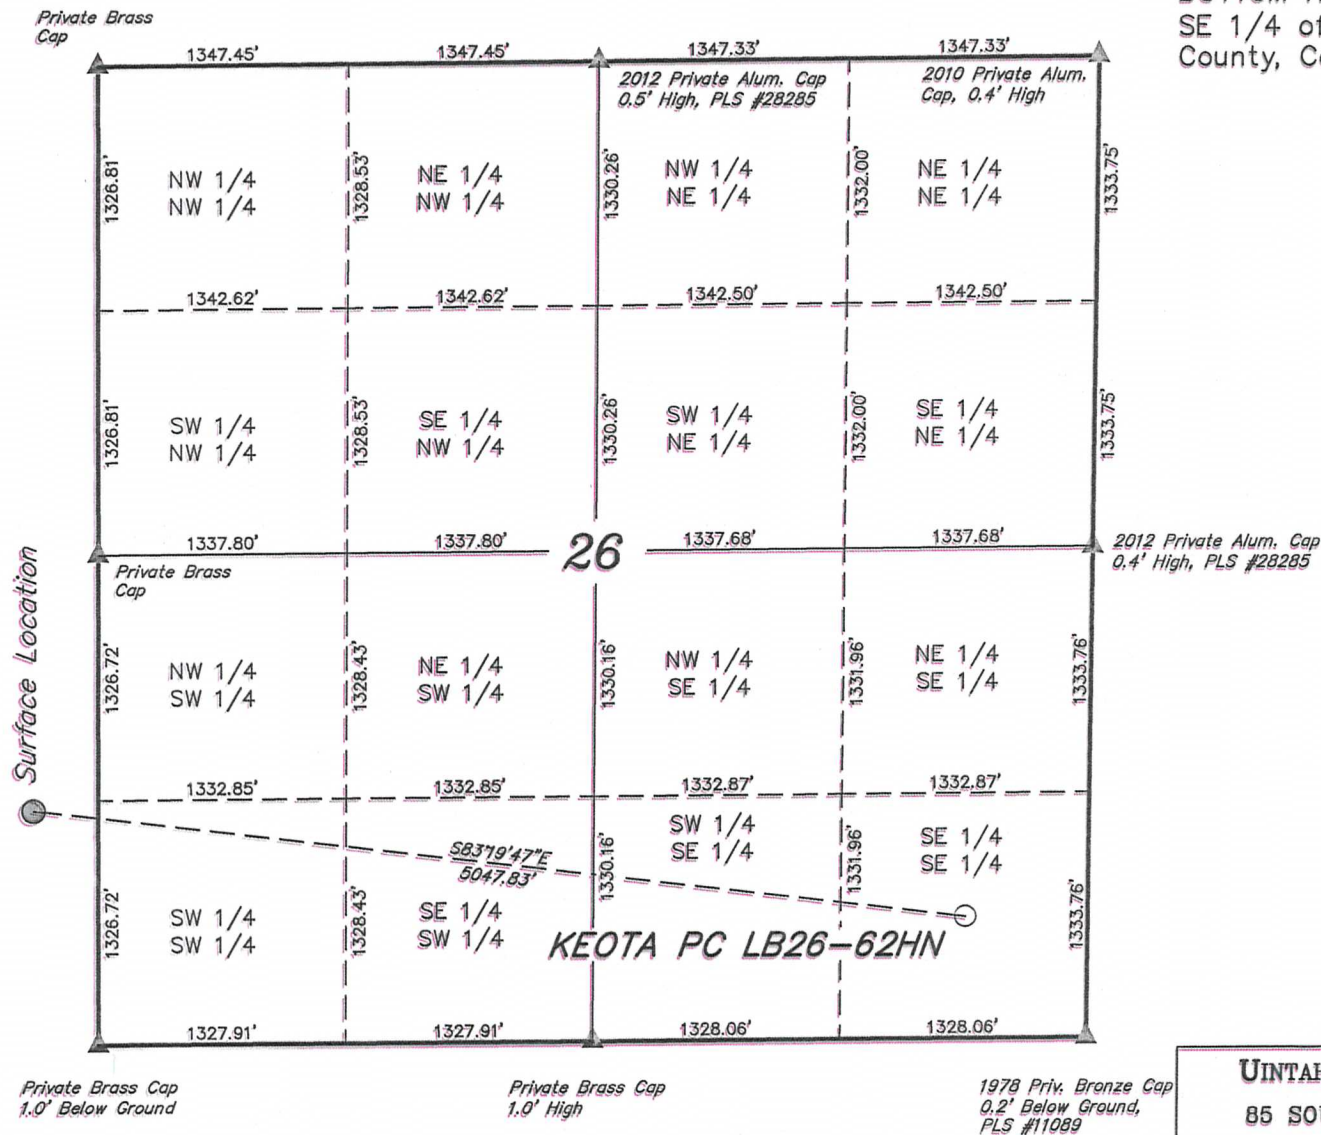 Private Brass
Cap
BOTTOM
SE 1/4 of
County,
1347.45'
1347.45'
1347.33'
1347.33'
2012 Private Alum. Cap
0.5' High, PLS #28285
2010 Private Alum.
Cap, 0.4' High
1326.81'
NW 1/4
NW 1/4
1328.53'
NE 1/4
NW 1/4
1330.26'
NW 1/4
NE 1/4
1332.00'
NE 1/4
NE 1/4
1333.75'
1342.62'
1342.62'
1342.50'
1342.50'
1326.81'
SW 1/4
NW 1/4
1328.53'
SE 1/4
NW 1/4
1330.26'
SW 1/4
NE 1/4
1332.00'
SE 1/4
NE 1/4
1333.75'
1337.80'
1337.80'
26
1337.68'
1337.68'
2012 Private Alum. Cap
0.4' High, PLS #28285
Private Brass
Cap
Surface Location
1326.72'
NW 1/4
SW 1/4
1328.43'
NE 1/4
SW 1/4
1330.16'
NW 1/4
SE 1/4
1331.96'
NE 1/4
SE 1/4
1333.76'
1332.85'
1332.85'
1332.87'
1332.87'
S83°19'47"E
5047.83'
1326.72'
SW 1/4
SW 1/4
1328.43'
SE 1/4
SW 1/4
1330.16'
SW 1/4
SE 1/4
1331.96'
SE 1/4
SE 1/4
1333.76'
KEOTA PC LB26-62HN
1327.91'
1327.91'
1328.06'
1328.06'
Private Brass Cap
1.0' Below Ground
Private Brass Cap
1.0' High
1978 Priv. Bronze Cap
0.2' Below Ground,
PLS #11089
UINTAH
85 SOU